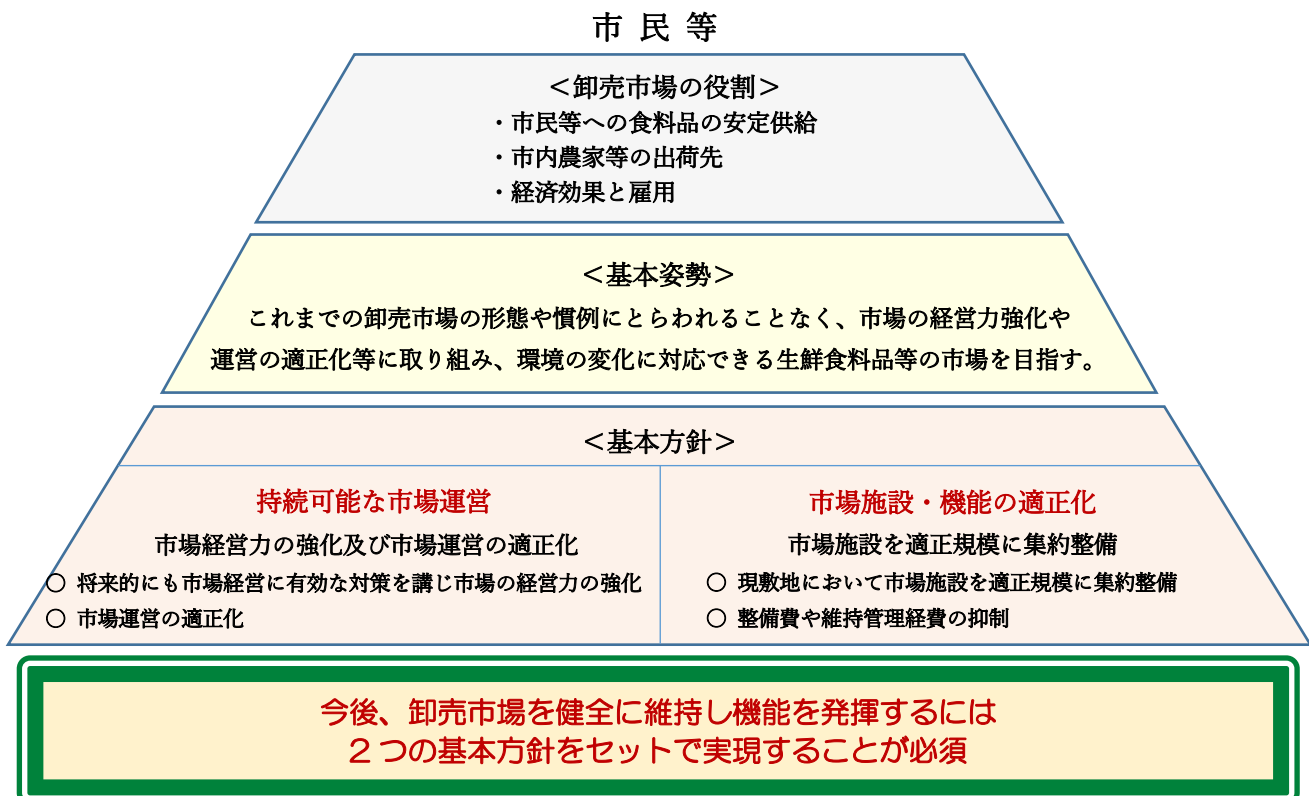 市 民 等
＜卸売市場の役割＞
・市民等への食料品の安定供給
・市内農家等の出荷先
・経済効果と雇用
＜基本姿勢＞
これまでの卸売市場の形態や慣例にとらわれることなく、市場の経営力強化や
運営の適正化等に取り組み、環境の変化に対応できる生鮮食料品等の市場を目指す。
＜基本方針＞
持続可能な市場運営
市場経営力の強化及び市場運営の適正化
○ 将来的にも市場経営に有効な対策を講じ市場の経営力の強化
○ 市場運営の適正化
市場施設・機能の適正化
市場施設を適正規模に集約整備
○ 現敷地において市場施設を適正規模に集約整備
○ 整備費や維持管理経費の抑制
今後、卸売市場を健全に維持し機能を発揮するには
２つの基本方針をセットで実現することが必須